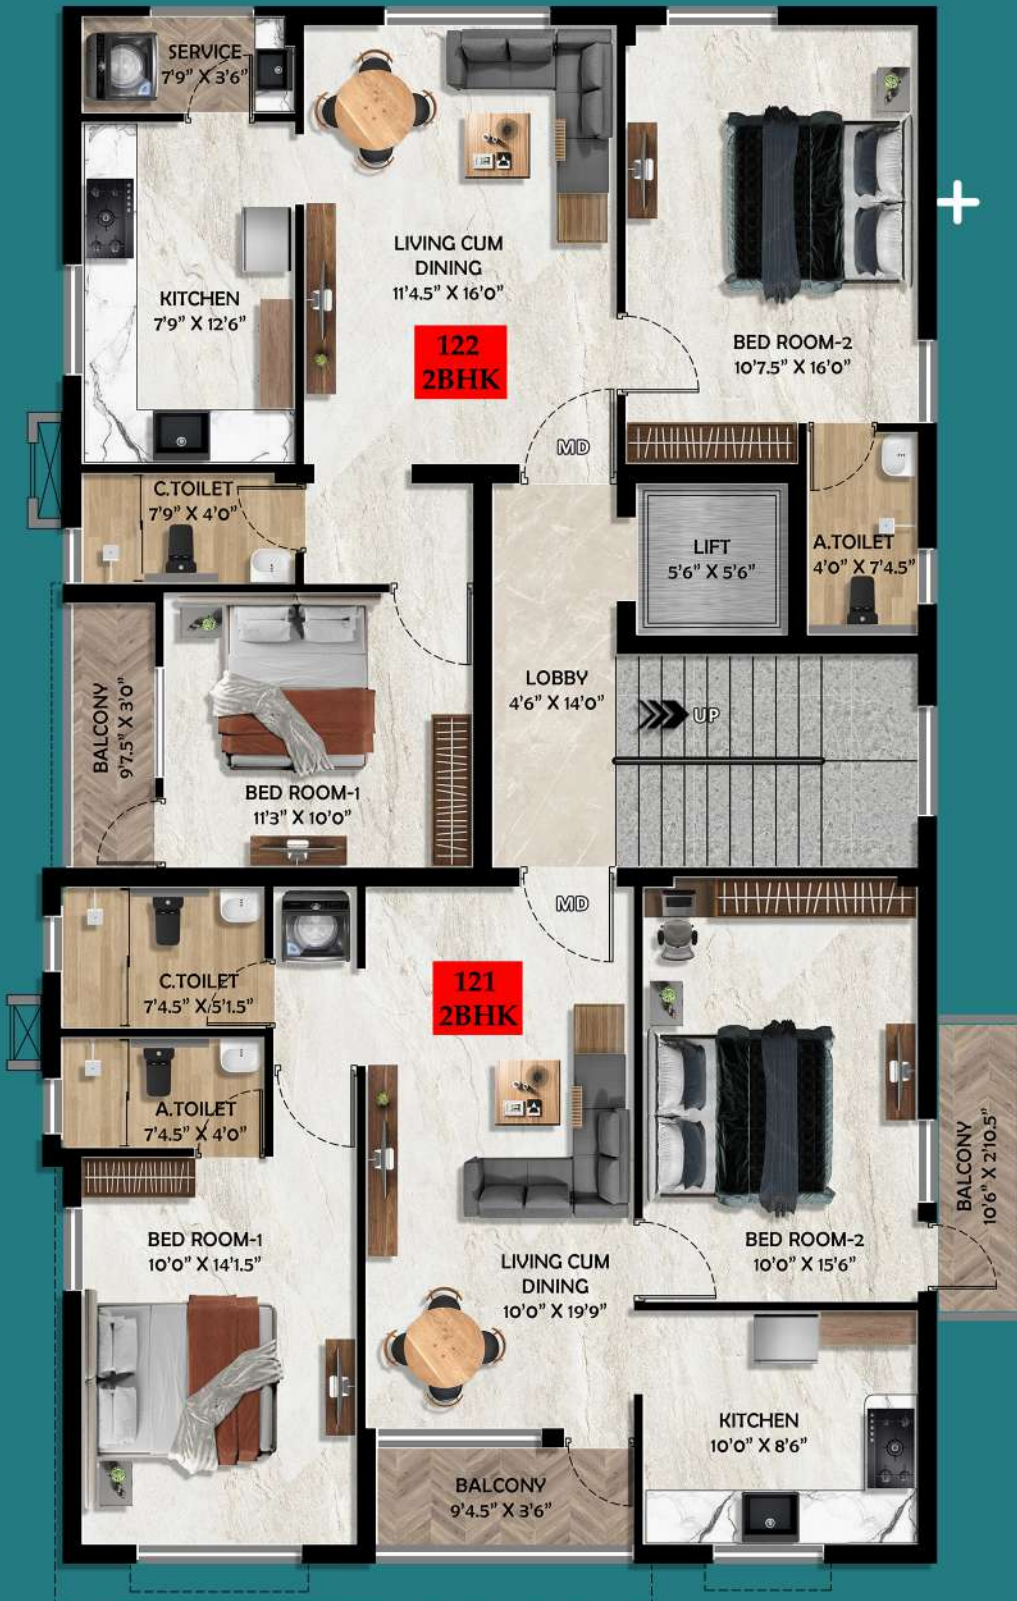 SERVICE
7'9" X 3'6"
LIVING CUM
DINING
11'4.5" X 16'0"
KITCHEN
7'9" X 12'6"
122
2BHK
BED ROOM-2
10'7.5" X 16'0"
MD
C.TOILET
7'9" X 4'0"
LIFT
5'6" X 5'6"
A.TOILET
4'0" X 7'4.5"
BALCONY
9'7.5" X 3'0"
LOBBY
4'6" X 14'0"
UP
BED ROOM-1
11'3" X 10'0"
MD
C.TOILET
7'4.5" X 5'1.5"
121
2BHK
A.TOILET
7'4.5" X 4'0"
BALCONY
10'6" X 2'10.5"
BED ROOM-1
10'0" X 14'1.5"
LIVING CUM
DINING
10'0" X 19'9"
BED ROOM-2
10'0" X 15'6"
KITCHEN
10'0" X 8'6"
BALCONY
9'4.5" X 3'6"